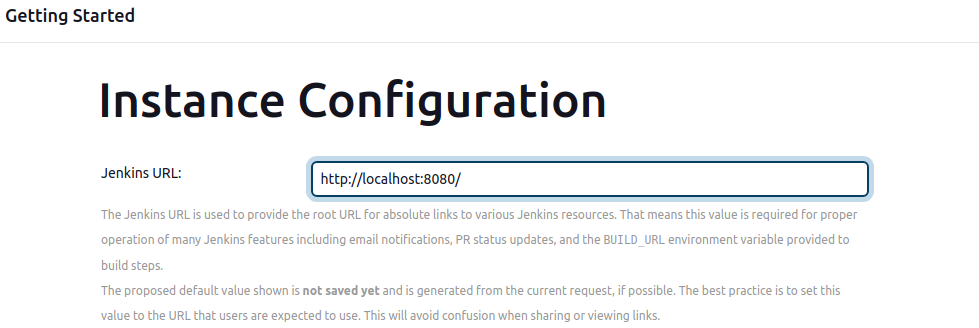 Getting Started
Instance Configuration
Jenkins URL:
http://localhost:8080/
The Jenkins URL is used to provide the root URL for absolute links to various Jenkins resources. That means this value is required for proper
operation of many Jenkins features including email notifications, PR status updates, and the BUILD_URL environment variable provided to
build steps.
The proposed default value shown is not saved yet and is generated from the current request, if possible. The best practice is to set this
value to the URL that users are expected to use. This will avoid confusion when sharing or viewing links.